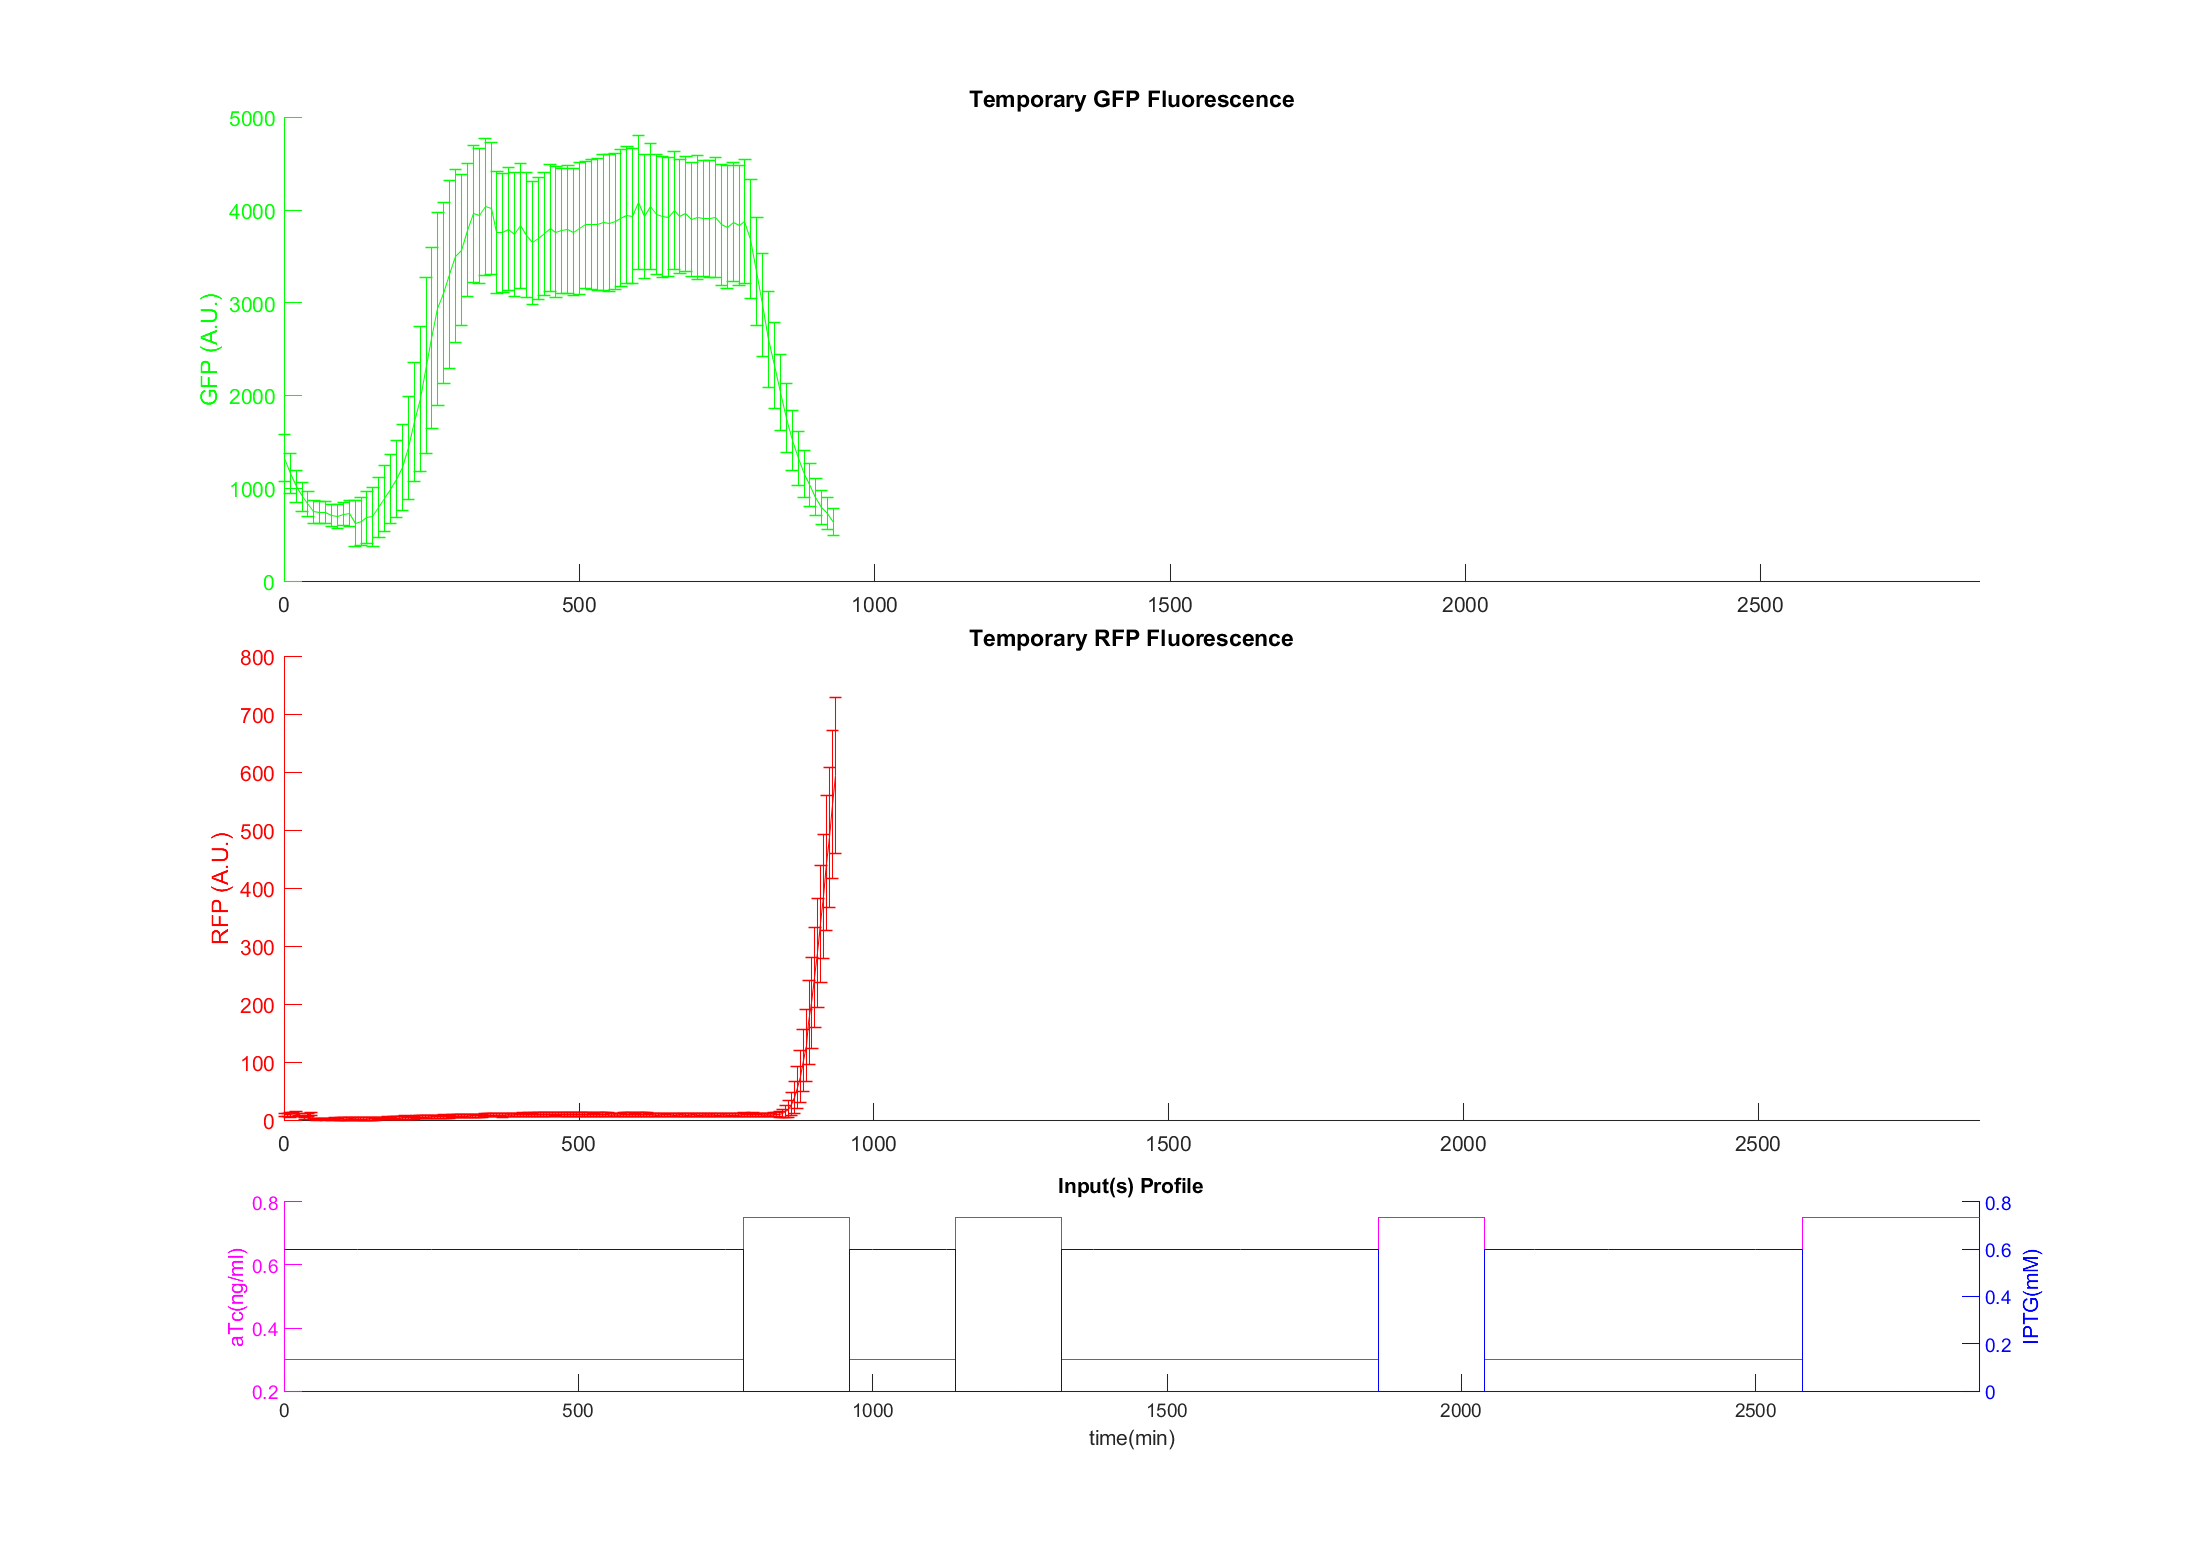 Temporary GFP Fluorescence
5000
4000
3000
2000
1000
0
GFP (A.U.)
0 500 1000 1500 2000 2500
Temporary RFP Fluorescence
800
700
600
500
400
300
200
100
0
RFP (A.U.)
0 500 1000 1500 2000 2500
Input(s) Profile
0.8
0.6
0.4
0.2
aTc(ng/ml)
0.8
0.6
0.4
0.2
0
IPTG(mM)
0 500 1000 1500 2000 2500
time(min)